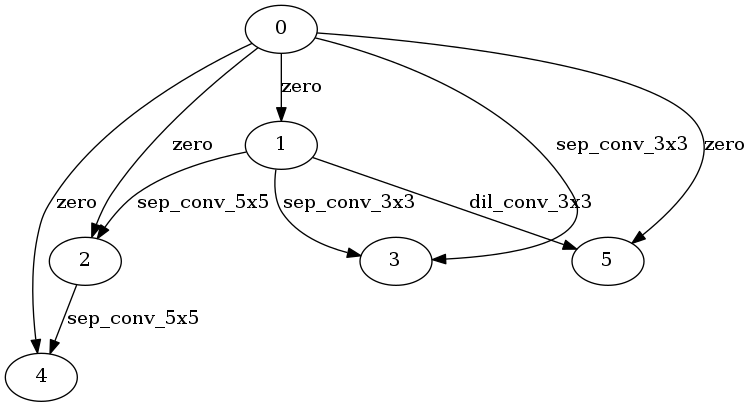 0
zero
zero
sep_conv_3x3
zero
1
zero
sep_conv_5x5
sep_conv_3x3
dil_conv_3x3
2
3
5
sep_conv_5x5
4